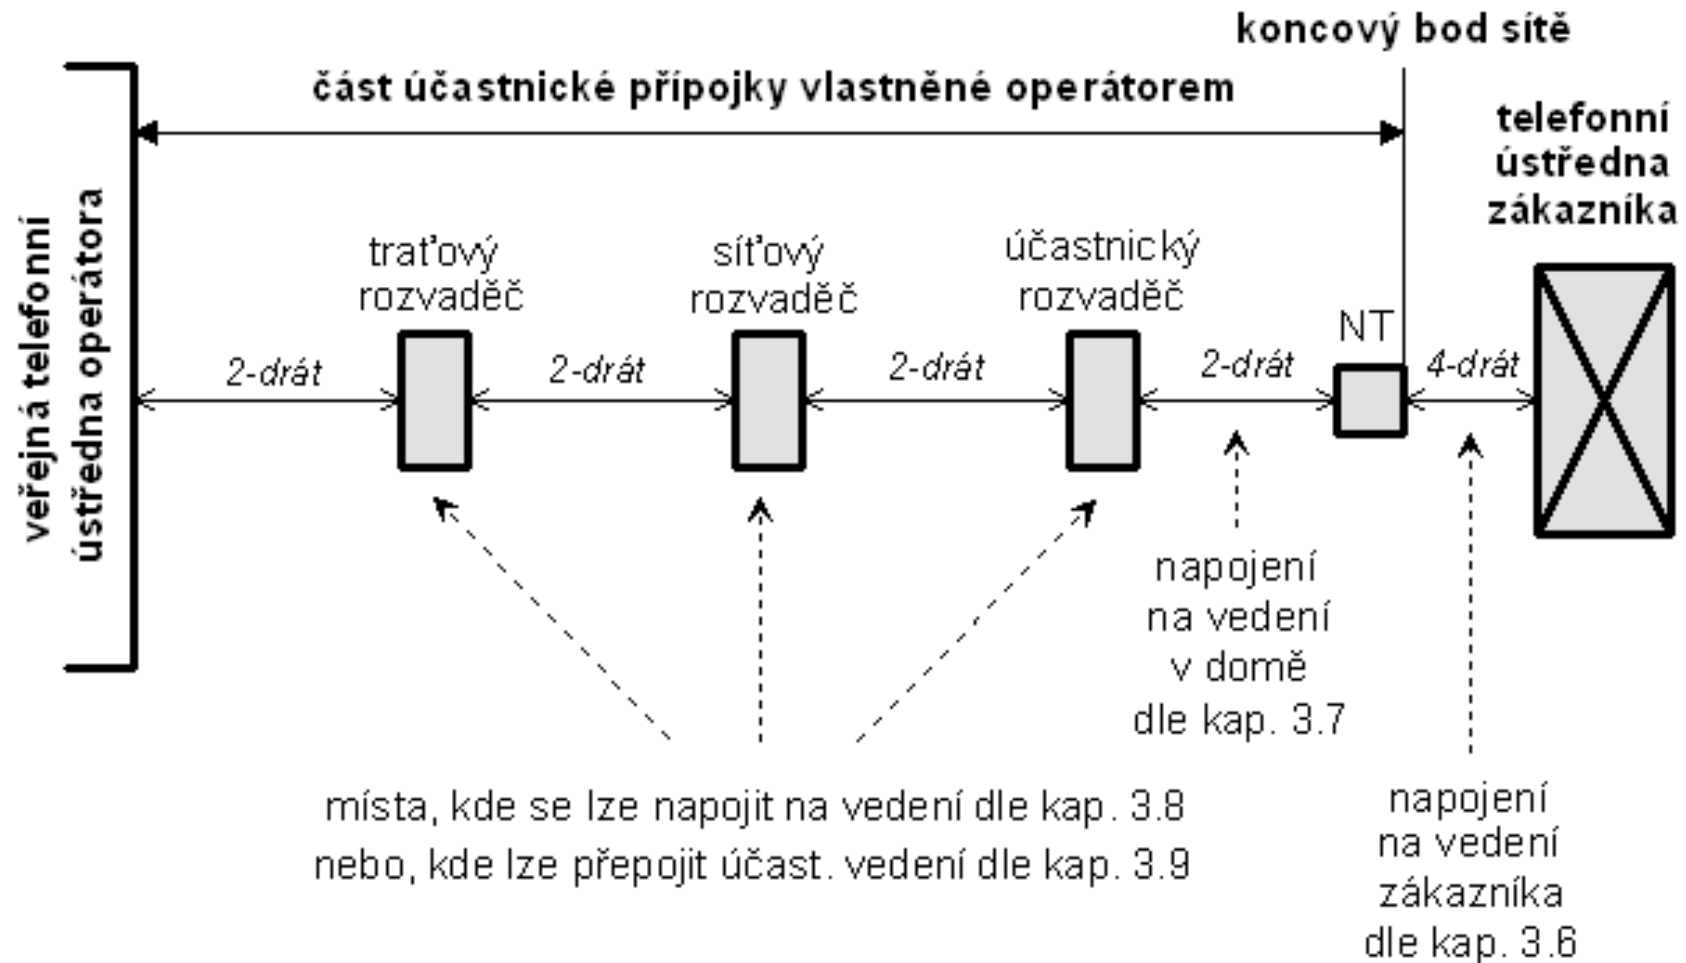 koncový bod sítě
část účastnické přípojky vlastněné operátorem
telefonní
ústředna
zákazníka
veřejná telefonní
ústředna operátora
traťový
rozvaděč
síťový
rozvaděč
účastnický
rozvaděč
NT
2-drát
2-drát
2-drát
2-drát
4-drát
napojení
na vedení
v domě
dle kap. 3.7
místa, kde se lze napojit na vedení dle kap. 3.8
nebo, kde lze přepojit účast. vedení dle kap. 3.9
napojení
na vedení
zákazníka
dle kap. 3.6